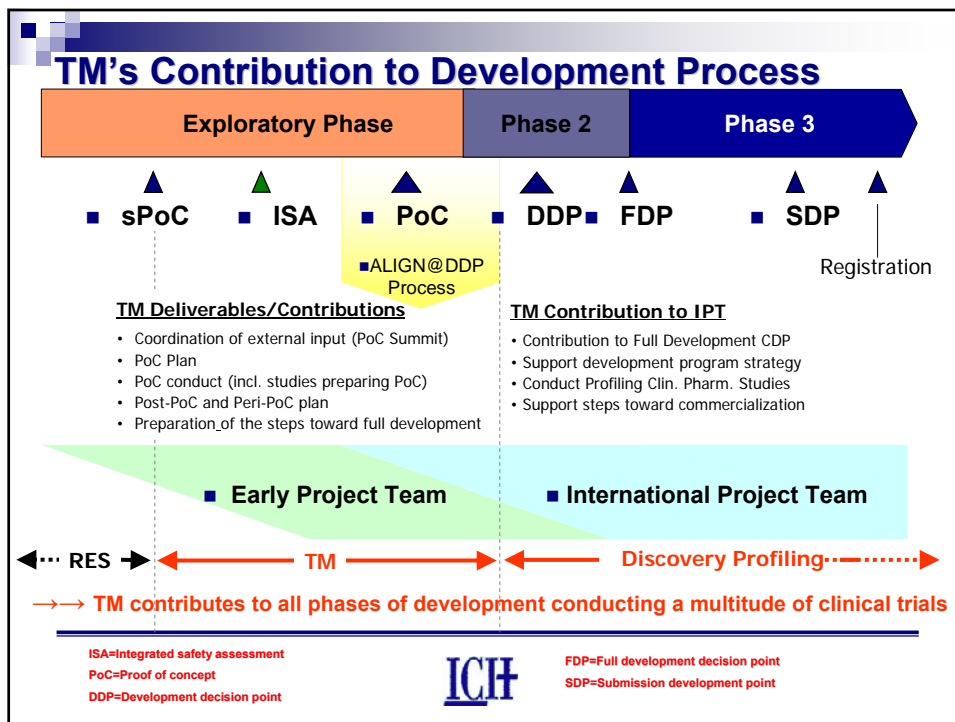 TM's Contribution to Development Process
Exploratory Phase
Phase 2
Phase 3
■ sPoC
■ ISA
■ PoC
■ DDP
■ FDP
■ SDP
Registration
■ALIGN@DDP
Process
TM Deliverables/Contributions
• Coordination of external input (PoC Summit)
• PoC Plan
• PoC conduct (incl. studies preparing PoC)
• Post-PoC and Peri-PoC plan
• Preparation of the steps toward full development
TM Contribution to IPT
• Contribution to Full Development CDP
• Support development program strategy
• Conduct Profiling Clin. Pharm. Studies
• Support steps toward commercialization
■ Early Project Team
■ International Project Team
RES
TM
Discovery Profiling
→→ TM contributes to all phases of development conducting a multitude of clinical trials
ISA=Integrated safety assessment
PoC=Proof of concept
DDP=Development decision point
ICH
FDP=Full development decision point
SDP=Submission development point